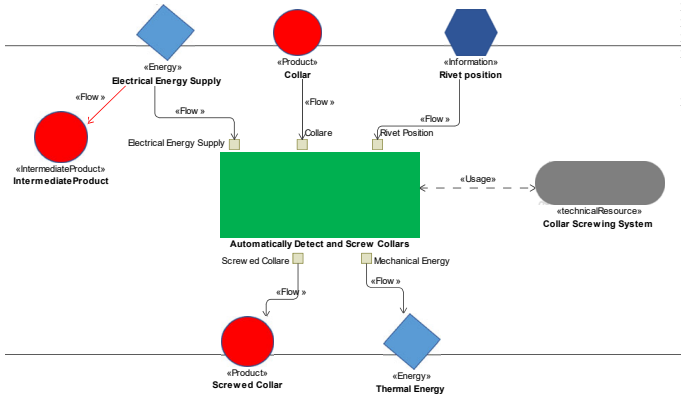 «Energy»
Electrical Energy Supply
«Product»
Collar
«Information»
Rivet position
«Flow »
«Flow »
«Flow »
«Flow »
Electrical Energy Supply
Collare
Rivet Position
«IntermediateProduct»
IntermediateProduct
«Usage»
«technicalResource»
Collar Screwing System
Automatically Detect and Screw Collars
Screwed Collare
Mechanical Energy
«Flow »
«Flow »
«Product»
Screwed Collar
«Energy»
Thermal Energy